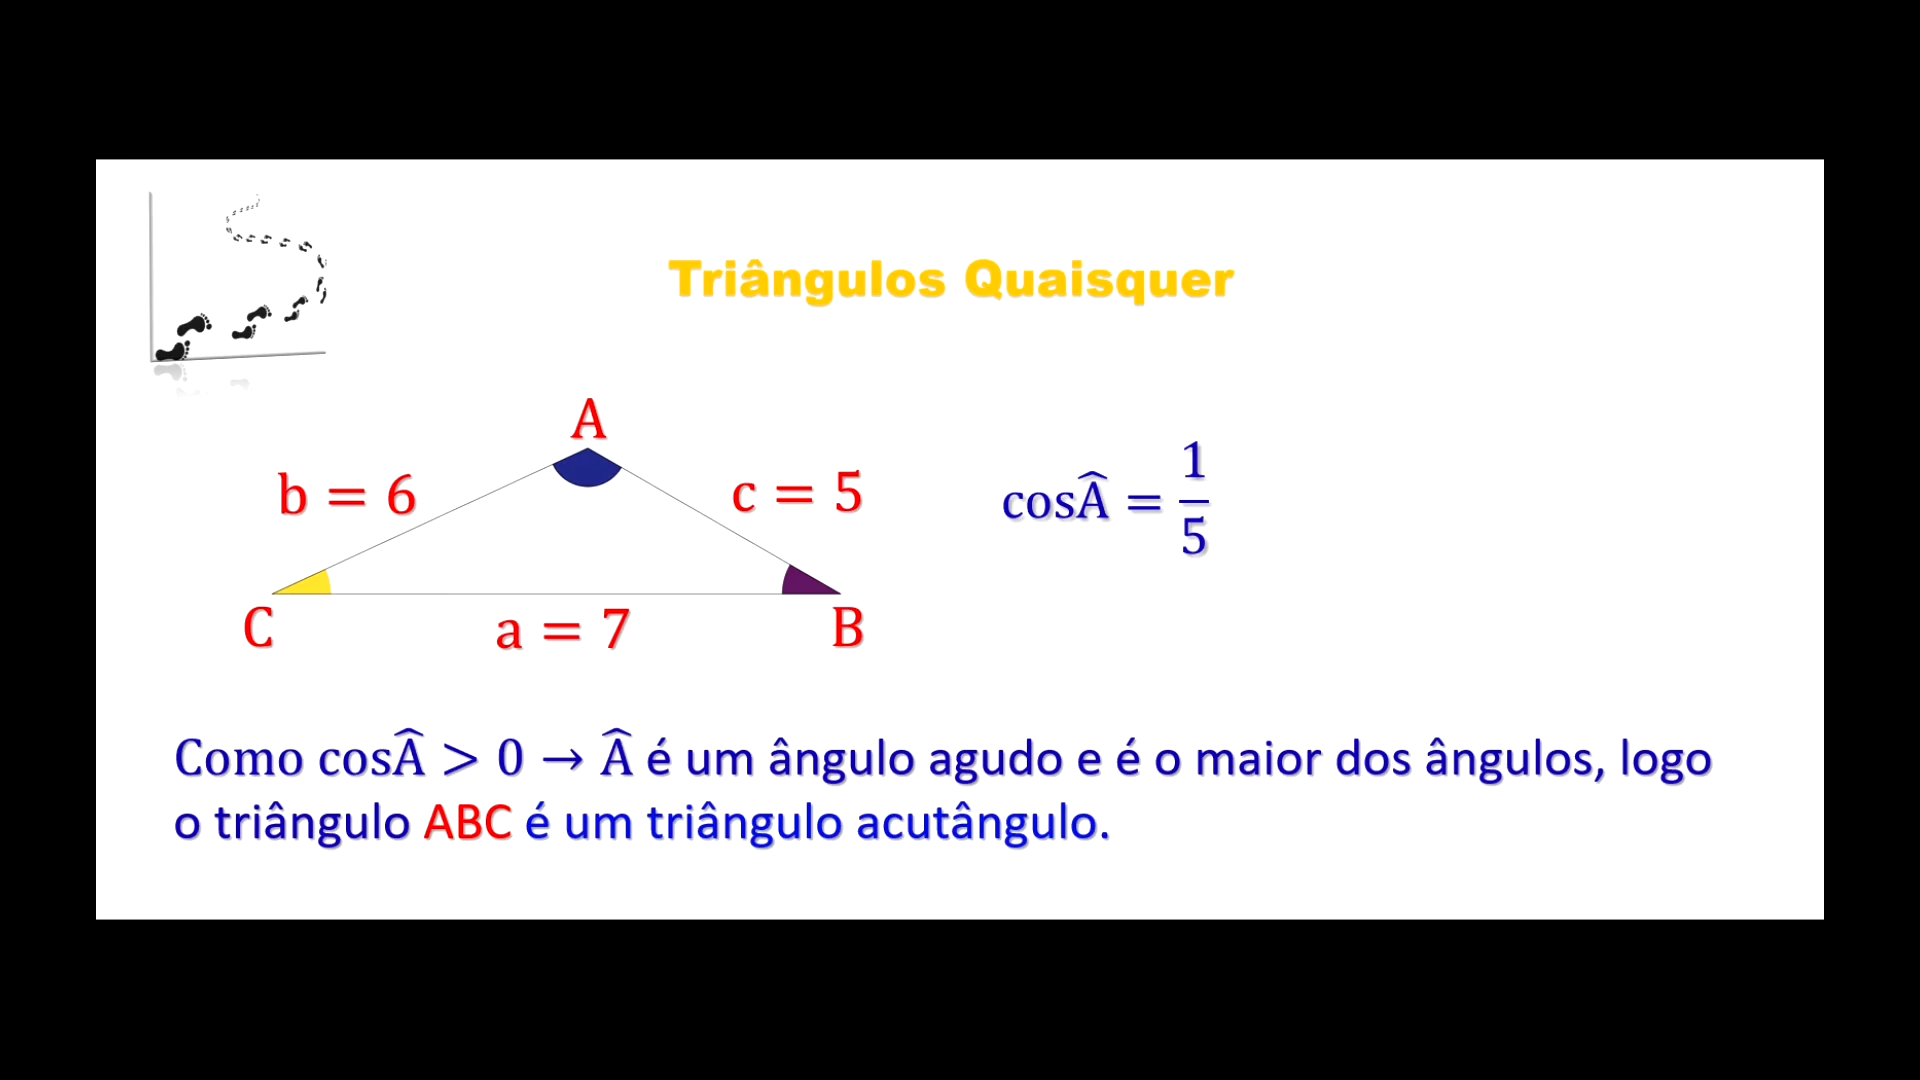 Triângulos Quaisquer
A
b = 6
c = 5
cosÂ = 1/5
C
a = 7
B
Como cosÂ > 0 → Â é um ângulo agudo e é o maior dos ângulos, logo
o triângulo ABC é um triângulo acutângulo.